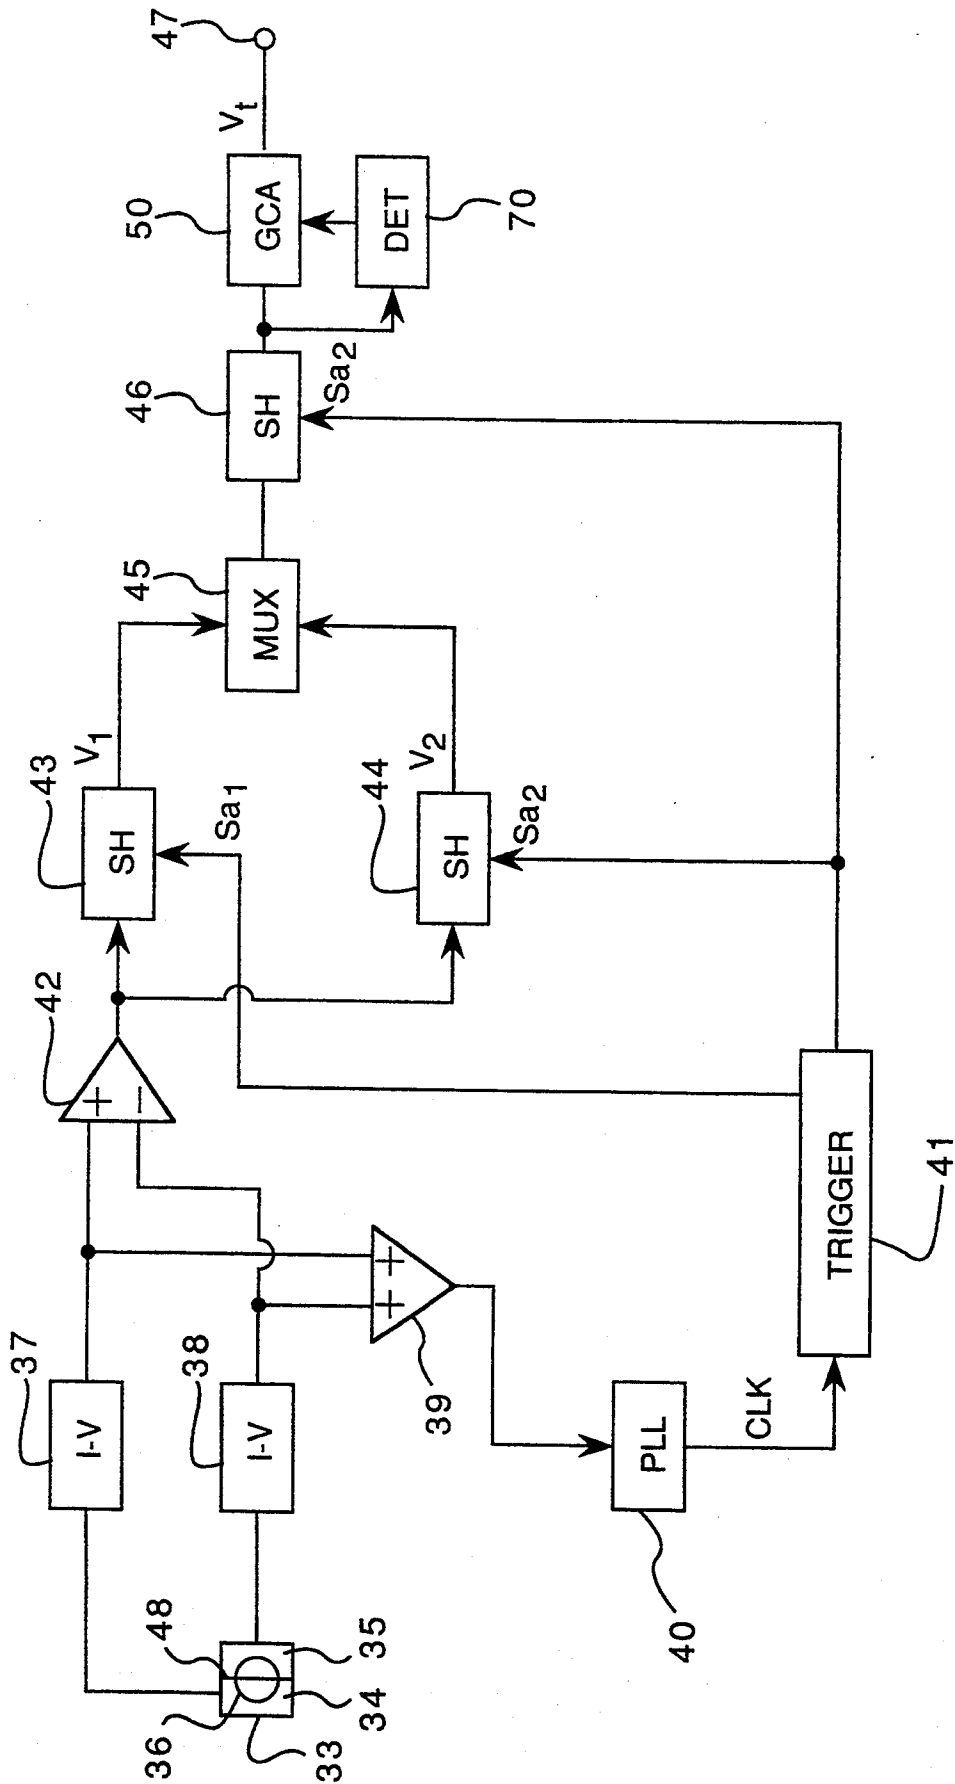 37
I-V
38
I-V
48
36
35
34
33
42
+
−
+
+
39
PLL
40
CLK
TRIGGER
41
43
SH
V1
Sa1
44
SH
V2
Sa2
45
MUX
46
SH
Sa2
50
GCA
DET
70
Vt
47